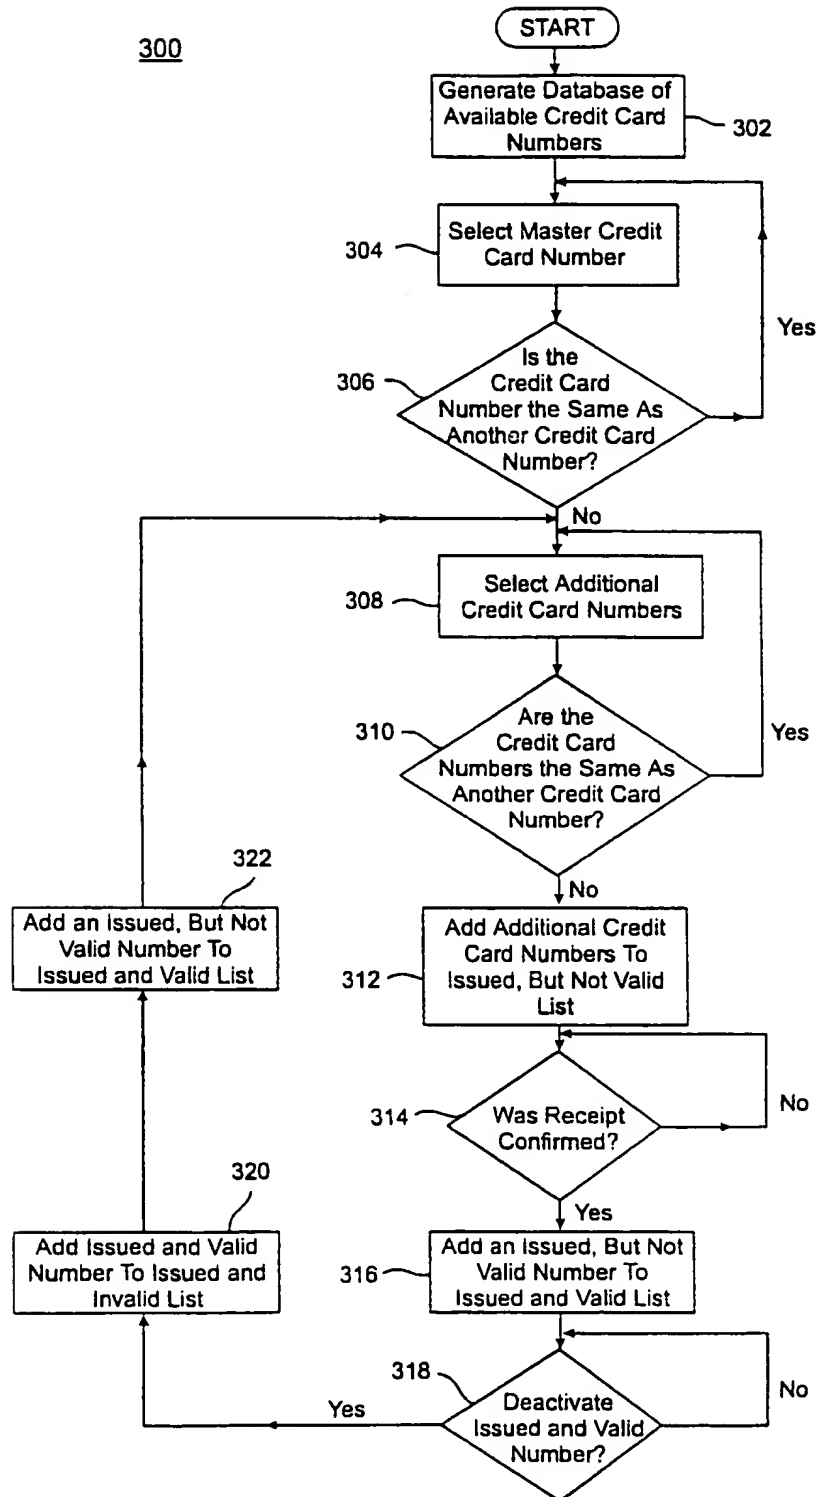 300
START
Generate Database of
Available Credit Card
Numbers
302
Select Master Credit
Card Number
304
Yes
Is the
Credit Card
Number the Same As
Another Credit Card
Number?
306
No
Select Additional
Credit Card Numbers
308
Are the
Credit Card
Numbers the Same As
Another Credit Card
Number?
310
Yes
No
322
Add an Issued, But Not
Valid Number To
Issued and Valid List
Add Additional Credit
Card Numbers To
Issued, But Not Valid
List
312
Was Receipt
Confirmed?
314
No
Yes
320
Add Issued and Valid
Number To Issued and
Invalid List
Add an Issued, But Not
Valid Number To
Issued and Valid List
316
318
Deactivate
Issued and Valid
Number?
No
Yes